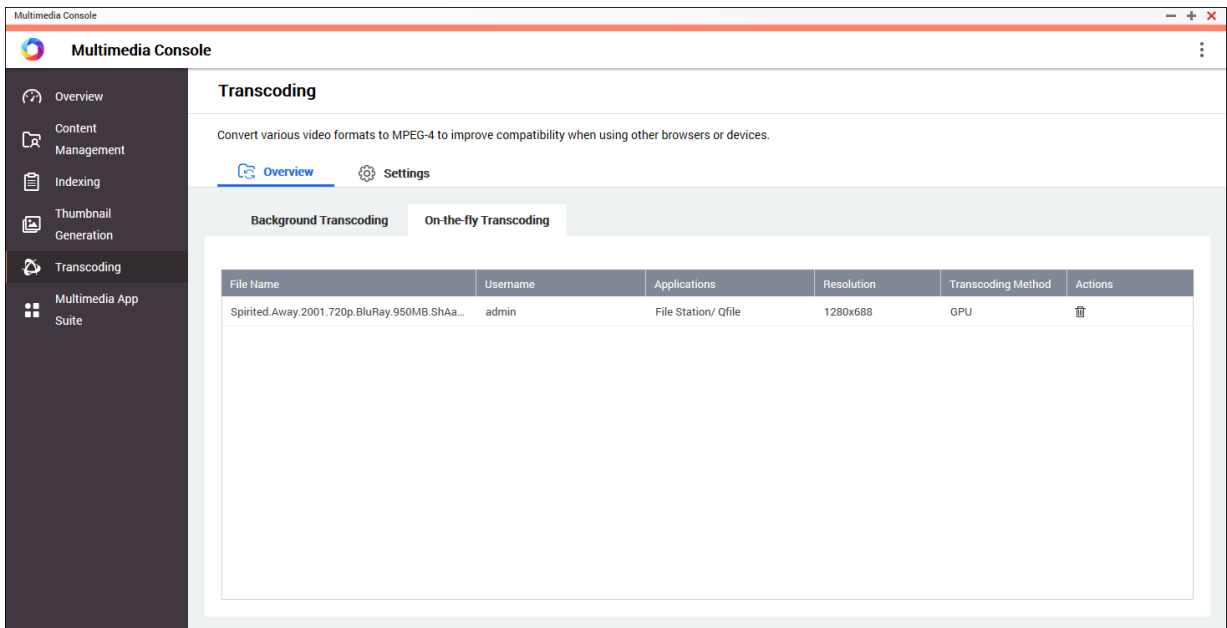 Multimedia Console
Multimedia Console
Overview
Content
Management
Indexing
Thumbnail
Generation
Transcoding
Multimedia App
Suite
Transcoding
Convert various video formats to MPEG-4 to improve compatibility when using other browsers or devices.
Overview Settings
Background Transcoding On-the-fly Transcoding
File Name Username Applications Resolution Transcoding Method Actions
Spirited.Away.2001.720p.BluRay.950MB.ShAa... admin File Station/ Qfile 1280x688 GPU